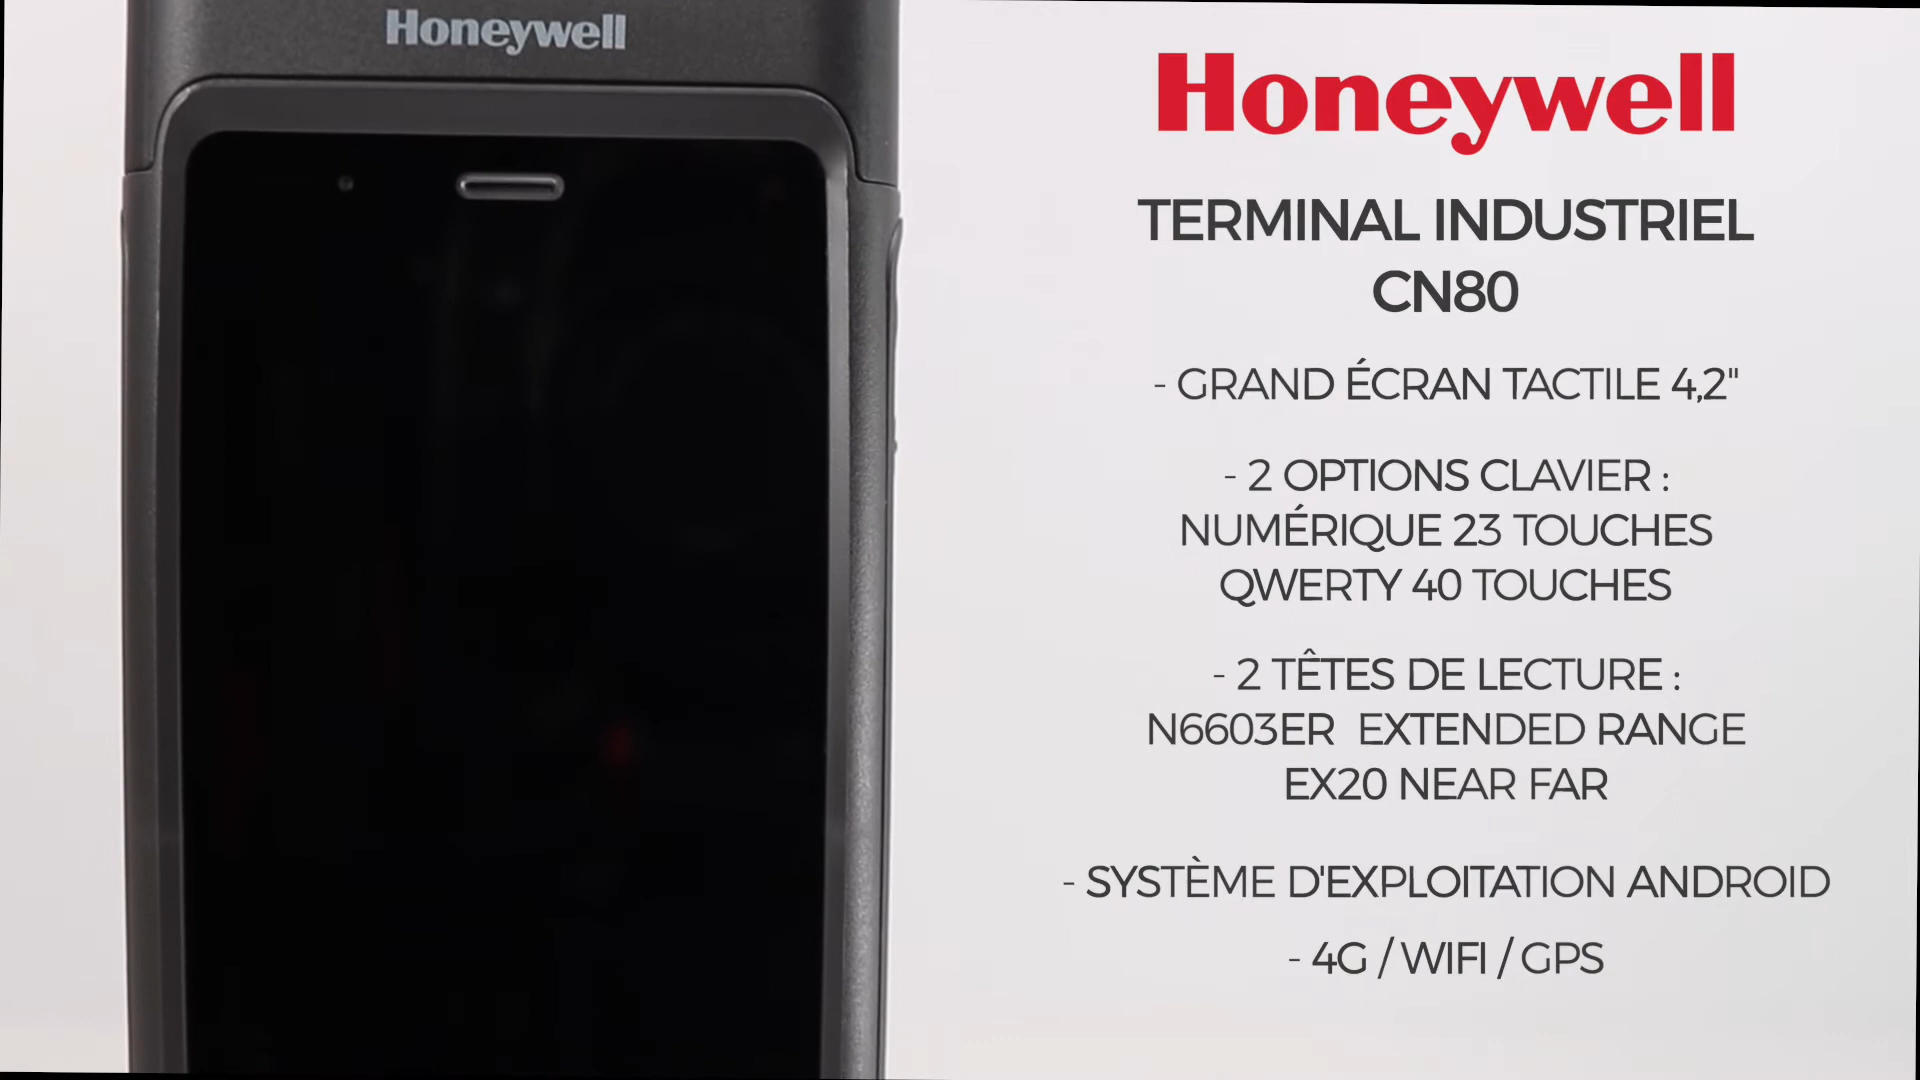 Honeywell
Honeywell
TERMINAL INDUSTRIEL
CN80
- GRAND ÉCRAN TACTILE 4,2"
- 2 OPTIONS CLAVIER :
NUMÉRIQUE 23 TOUCHES
QWERTY 40 TOUCHES
- 2 TÊTES DE LECTURE :
N6603ER EXTENDED RANGE
EX20 NEAR FAR
- SYSTÈME D'EXPLOITATION ANDROID
- 4G / WIFI / GPS